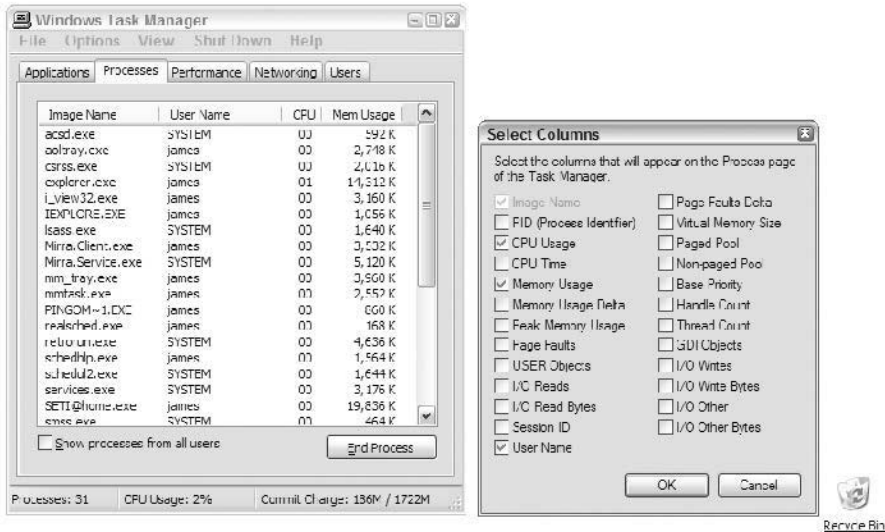 Windows Task Manager
File Options View Shut Down Help
Applications Processes Performance Networking Users
Image Name User Name CPU Mem Usage
acsd.exe SYSTEM 00 592 K
aoltray.exe james 00 2,748 K
csrss.exe SYSTEM 00 2,016 K
explorer.exe james 01 14,312 K
i_view32.exe james 00 3,160 K
IEXPLORE.EXE james 00 1,056 K
lsass.exe SYSTEM 00 1,640 K
Mirra.Client.exe james 00 3,532 K
Mirra.Service.exe SYSTEM 00 5,120 K
mm_tray.exe james 00 3,960 K
mmtask.exe james 00 2,552 K
PINGOM~1.EXE james 00 660 K
realsched.exe james 00 168 K
retrorun.exe SYSTEM 00 4,636 K
schedhlp.exe james 00 1,564 K
schedul2.exe SYSTEM 00 1,644 K
services.exe SYSTEM 00 3,176 K
SETI@home.exe james 00 19,836 K
smss.exe SYSTEM 00 464 K
Show processes from all users
End Process
Processes: 31 CPU Usage: 2% Commit Charge: 136M / 1722M
Select Columns
Select the columns that will appear on the Process page
of the Task Manager.
Image Name
PID (Process Identifier)
CPU Usage
CPU Time
Memory Usage
Memory Usage Delta
Peak Memory Usage
Page Faults
USER Objects
I/O Reads
I/O Read Bytes
Session ID
User Name
Page Faults Delta
Virtual Memory Size
Paged Pool
Non-paged Pool
Base Priority
Handle Count
Thread Count
GDI Objects
I/O Writes
I/O Write Bytes
I/O Other
I/O Other Bytes
OK Cancel
Recycle Bin